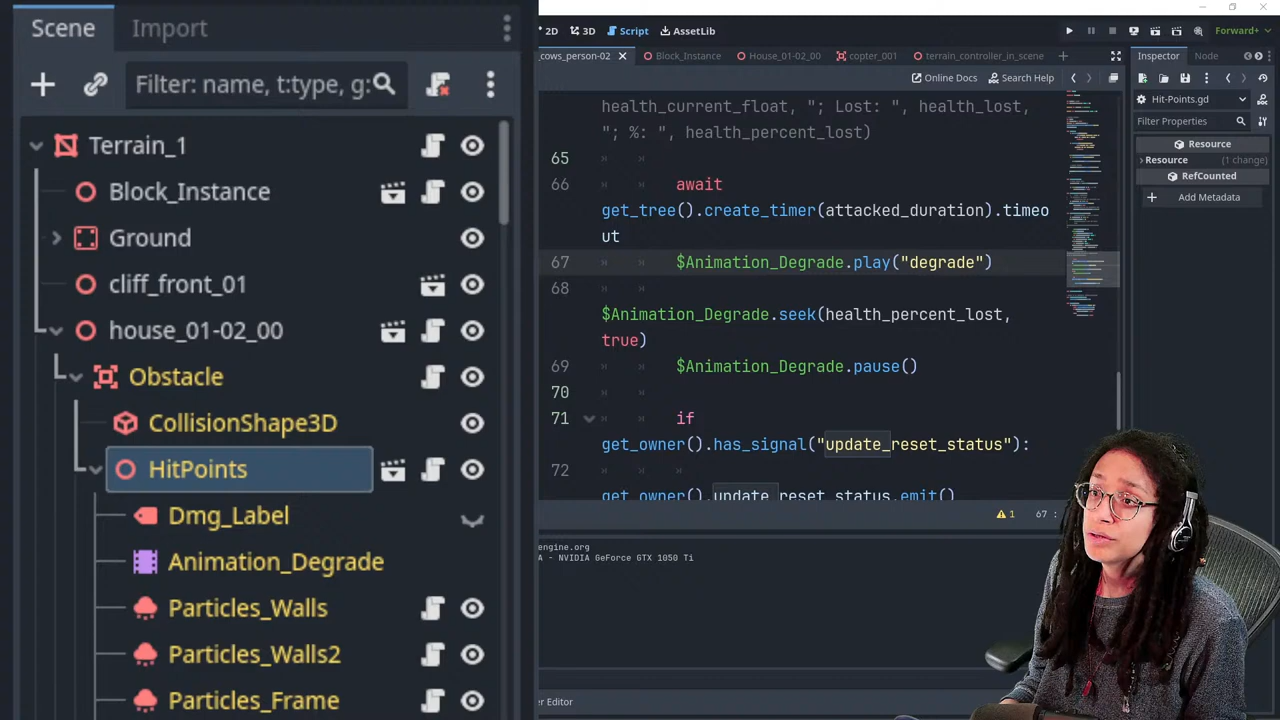 Scene Import
Filter: name, t:type, g:
Terrain_1
Block_Instance
Ground
cliff_front_01
house_01-02_00
Obstacle
CollisionShape3D
HitPoints
Dmg_Label
Animation_Degrade
Particles_Walls
Particles_Walls2
Particles_Frame
2D 3D Script AssetLib
Forward+
_cows_person-02 Block_Instance House_01-02_00 copter_001 terrain_controller_in_scene
Online Docs Search Help
health_current_float, "; Lost: ", health_lost,
"; %: ", health_percent_lost)
65
66 await
get_tree().create_timer(attacked_duration).timeo
ut
67 $Animation_Degrade.play("degrade")
68
$Animation_Degrade.seek(health_percent_lost,
true)
69 $Animation_Degrade.pause()
70
71 if
get_owner().has_signal("update_reset_status"):
72
get_owner().update_reset_status.emit()
1 67 :
engine.org
A - NVIDIA GeForce GTX 1050 Ti
er Editor
Inspector Node
Hit-Points.gd
Filter Properties
Resource
Resource (1 change)
RefCounted
Add Metadata